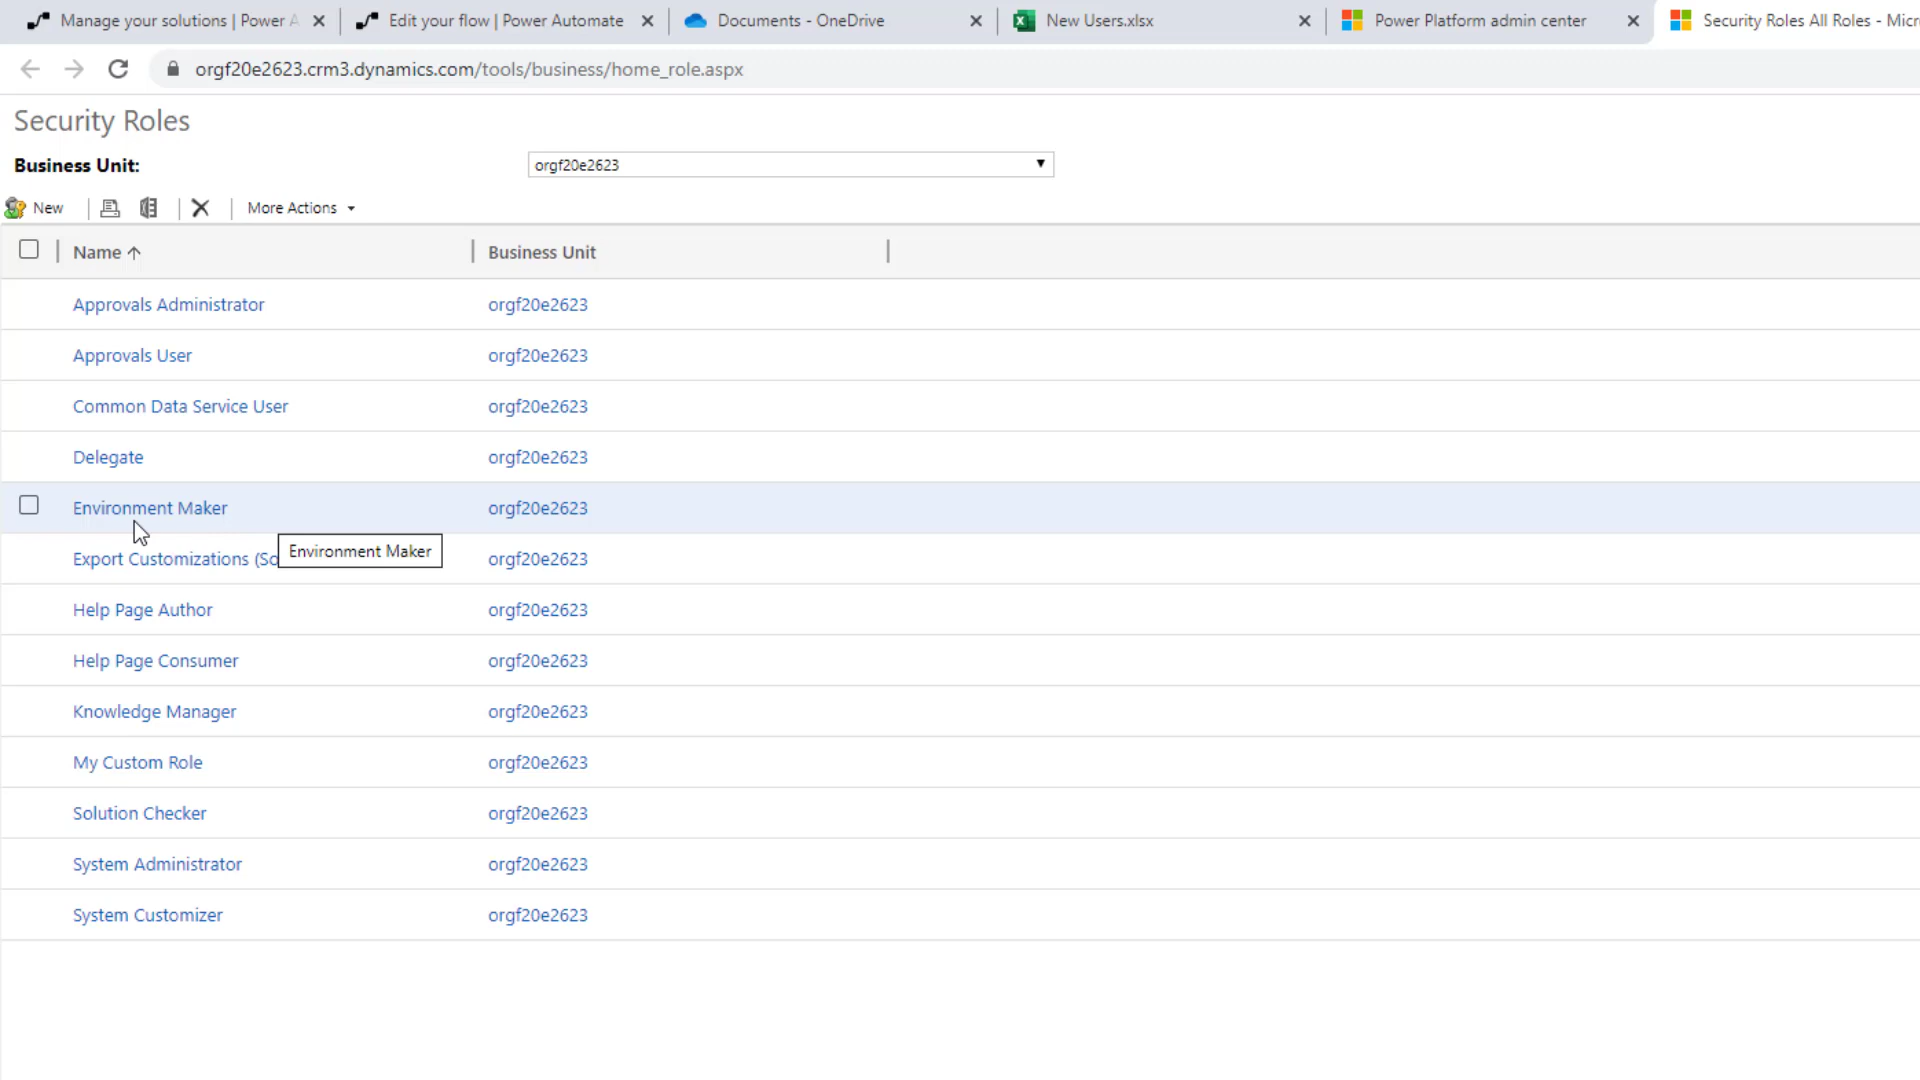 Manage your solutions | Power A
Edit your flow | Power Automate
Documents - OneDrive
New Users.xlsx
Power Platform admin center
Security Roles All Roles - Micr
orgf20e2623.crm3.dynamics.com/tools/business/home_role.aspx
Security Roles
Business Unit: orgf20e2623
New More Actions
Name Business Unit
Approvals Administrator orgf20e2623
Approvals User orgf20e2623
Common Data Service User orgf20e2623
Delegate orgf20e2623
Environment Maker orgf20e2623
Environment Maker
Export Customizations (So orgf20e2623
Help Page Author orgf20e2623
Help Page Consumer orgf20e2623
Knowledge Manager orgf20e2623
My Custom Role orgf20e2623
Solution Checker orgf20e2623
System Administrator orgf20e2623
System Customizer orgf20e2623